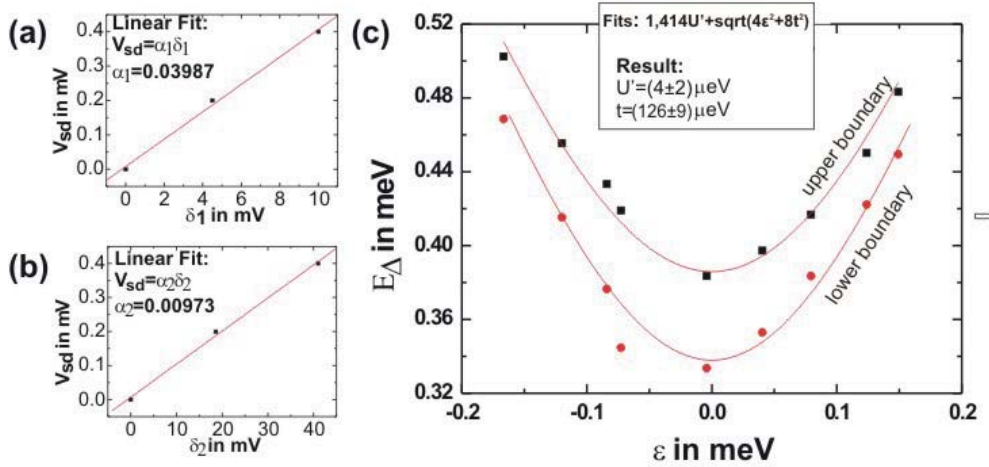 (a)
Linear Fit:
Vsd=α1δ1
α1=0.03987
Vsd in mV
0.4
0.3
0.2
0.1
0.0
0 2 4 6 8 10
δ1 in mV
(b)
Linear Fit:
Vsd=α2δ2
α2=0.00973
Vsd in mV
0.4
0.3
0.2
0.1
0.0
0 10 20 30 40
δ2 in mV
(c)
Fits: 1,414U'+sqrt(4ε²+8t²)
Result:
U'=(4±2)μeV
t=(126±9)μeV
upper boundary
lower boundary
EΔ in meV
0.52
0.48
0.44
0.40
0.36
0.32
-0.2 -0.1 0.0 0.1 0.2
ε in meV